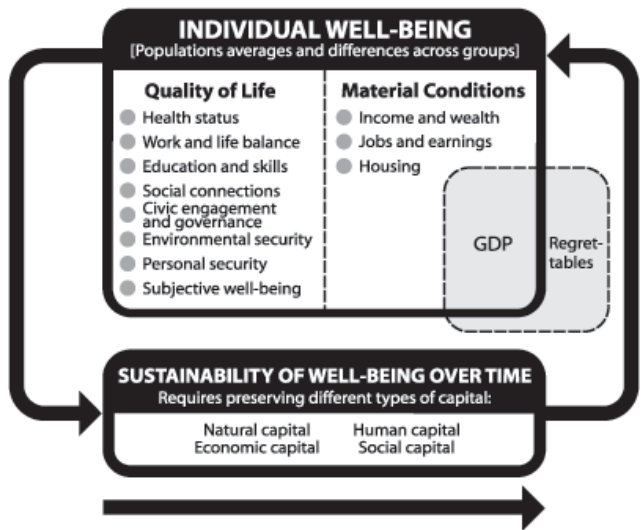 INDIVIDUAL WELL-BEING
[Populations averages and differences across groups]
Quality of Life
Health status
Work and life balance
Education and skills
Social connections
Civic engagement
and governance
Environmental security
Personal security
Subjective well-being
Material Conditions
Income and wealth
Jobs and earnings
Housing
GDP
Regret-
tables
SUSTAINABILITY OF WELL-BEING OVER TIME
Requires preserving different types of capital:
Natural capital
Economic capital
Human capital
Social capital